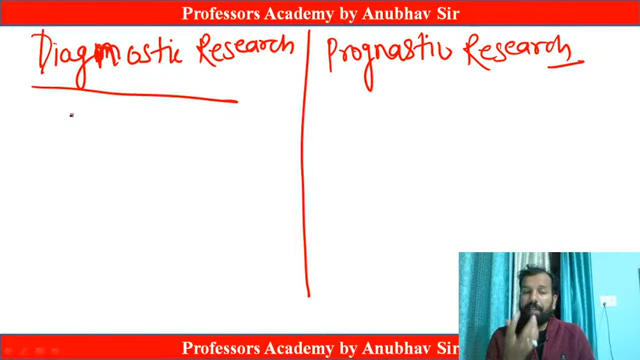 Professors Academy by Anubhav Sir
Diagnostic Research
Prognastic Research
Professors Academy by Anubhav Sir